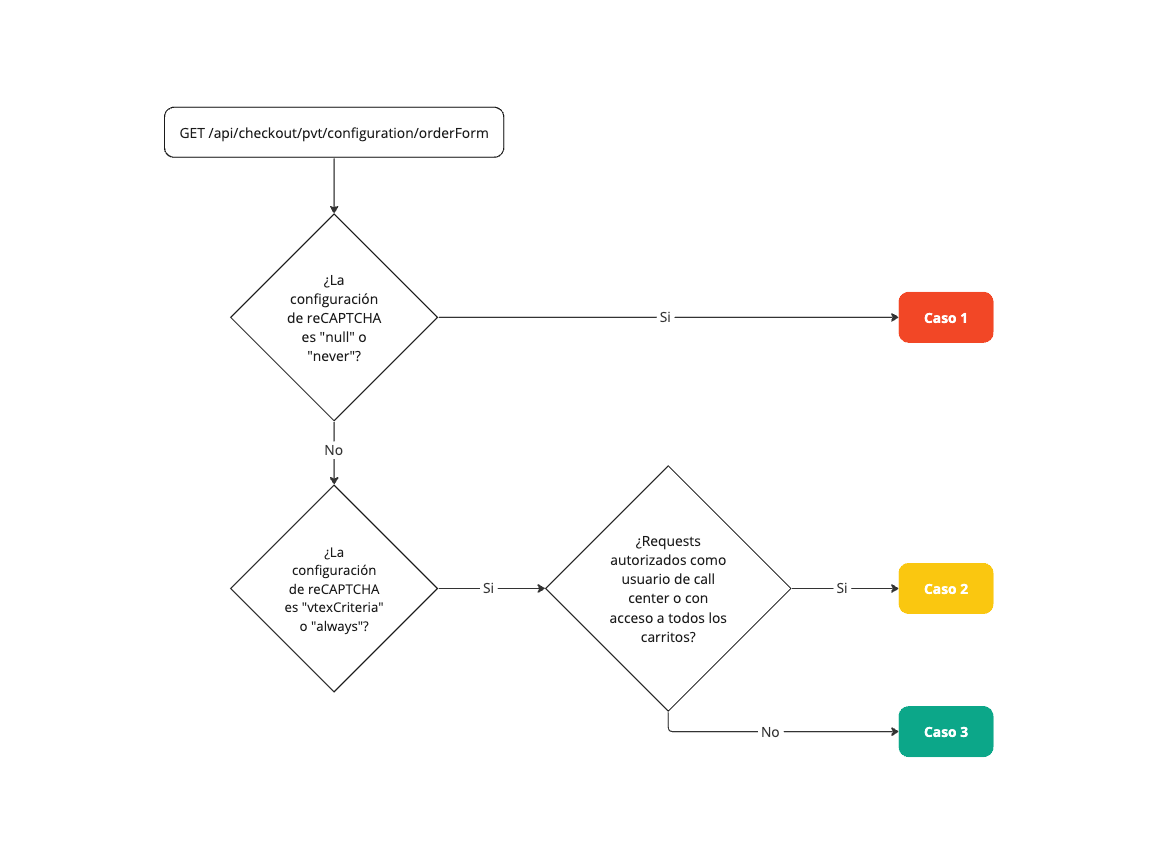 GET /api/checkout/pvt/configuration/orderForm
¿La
configuración
de reCAPTCHA
es "null" o
"never"?
Si
Caso 1
No
¿La
configuración
de reCAPTCHA
es "vtexCriteria"
o "always"?
Si
¿Requests
autorizados como
usuario de call
center o con
acceso a todos los
carritos?
Si
Caso 2
No
Caso 3